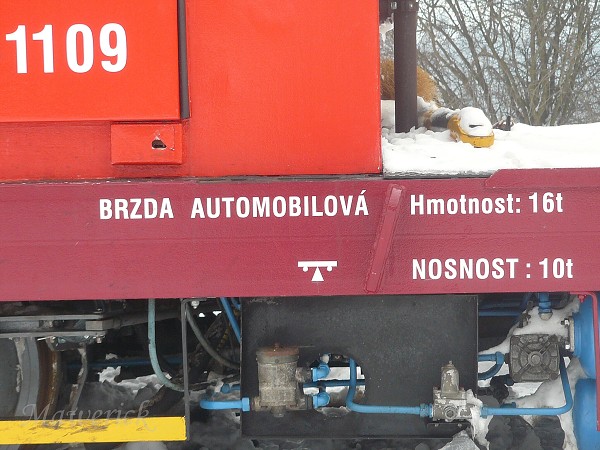 1109
BRZDA AUTOMOBILOVÁ
Hmotnost: 16t
NOSNOST : 10t
Maverick